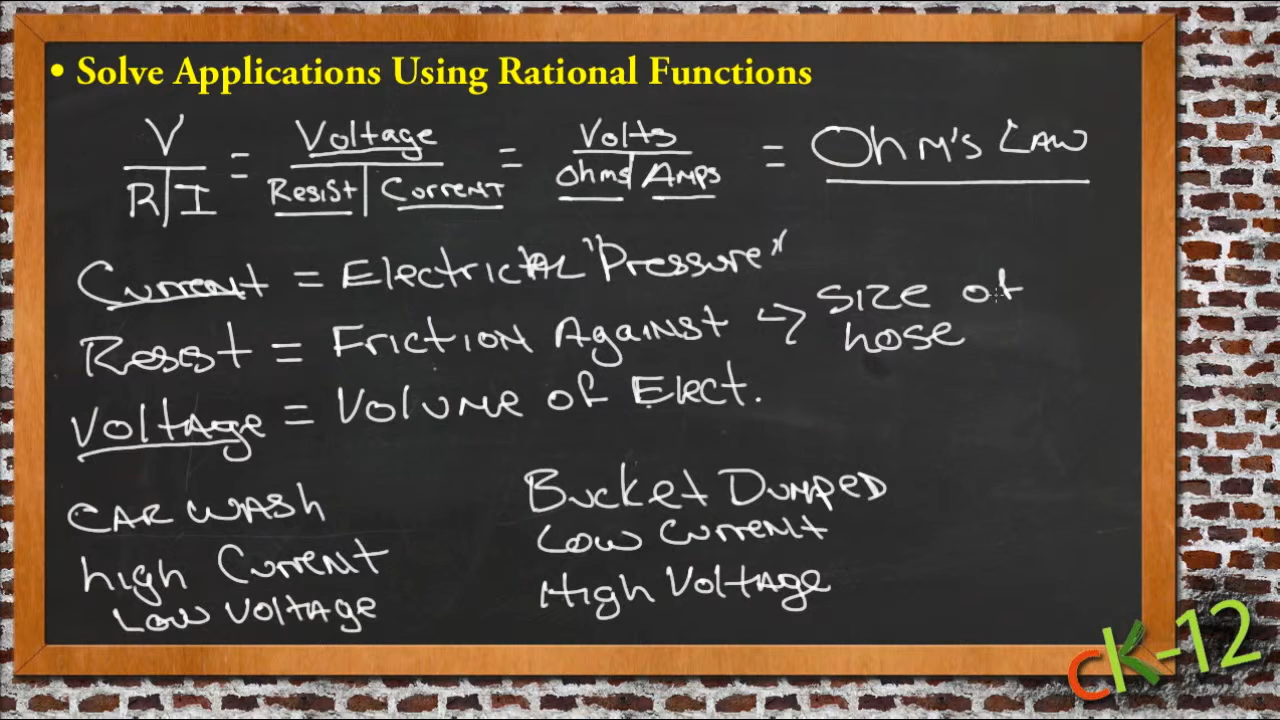 • Solve Applications Using Rational Functions
V / R|I = Voltage / Resist|Current = Volts / Ohms|Amps = Ohm's Law
Current = Electrical "Pressure"
Resist = Friction Against → Size of hose
Voltage = Volume of Elect.
Car Wash
High Current
Low Voltage
Bucket Dumped
Low Current
High Voltage
CK-12